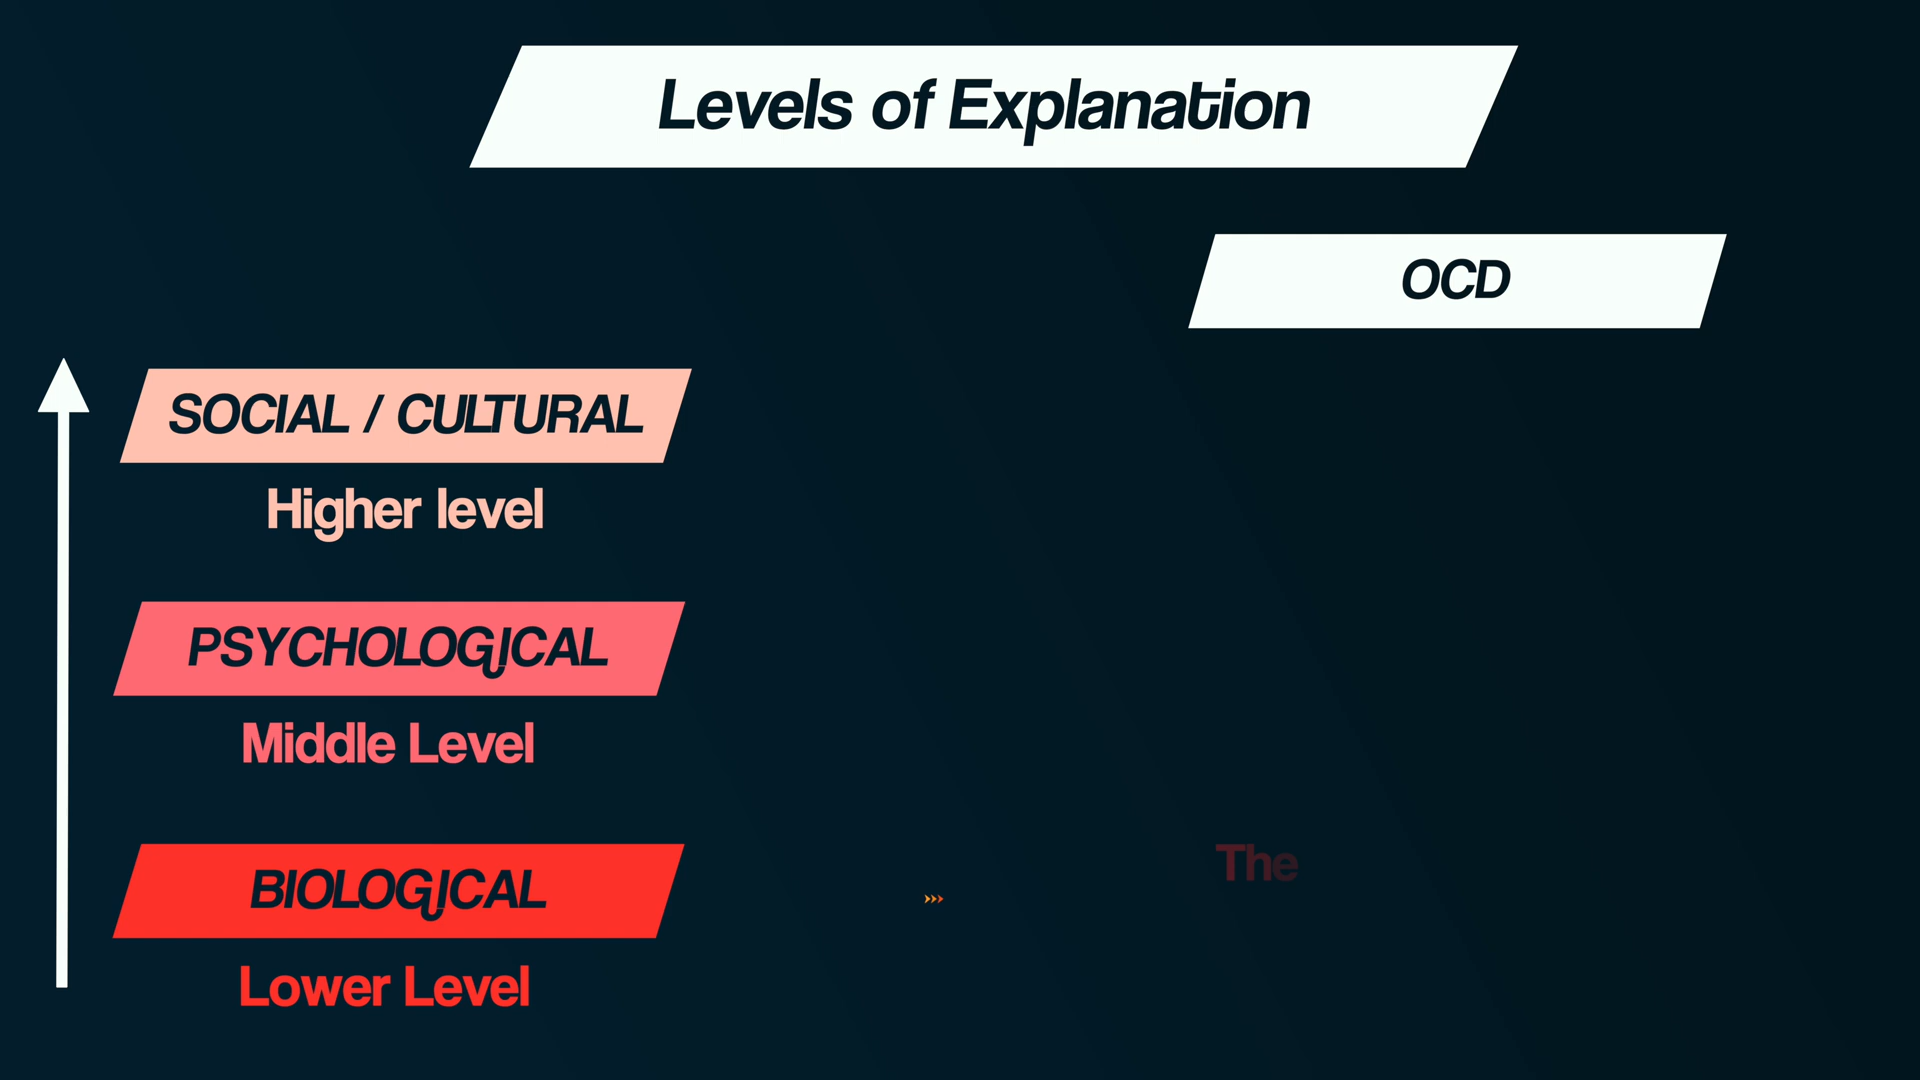 Levels of Explanation
OCD
SOCIAL / CULTURAL
Higher level
PSYCHOLOGICAL
Middle Level
The
BIOLOGICAL
Lower Level